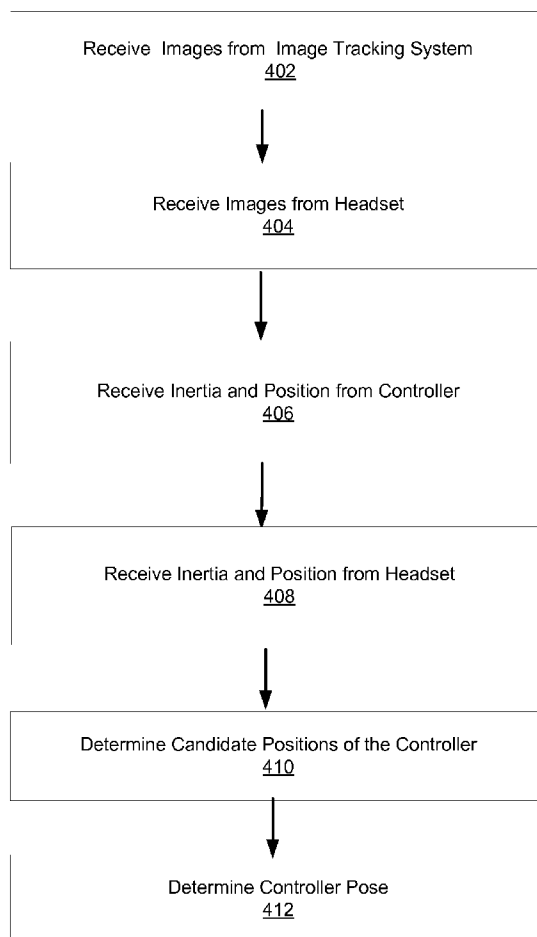 Receive Images from Image Tracking System
402
Receive Images from Headset
404
Receive Inertia and Position from Controller
406
Receive Inertia and Position from Headset
408
Determine Candidate Positions of the Controller
410
Determine Controller Pose
412